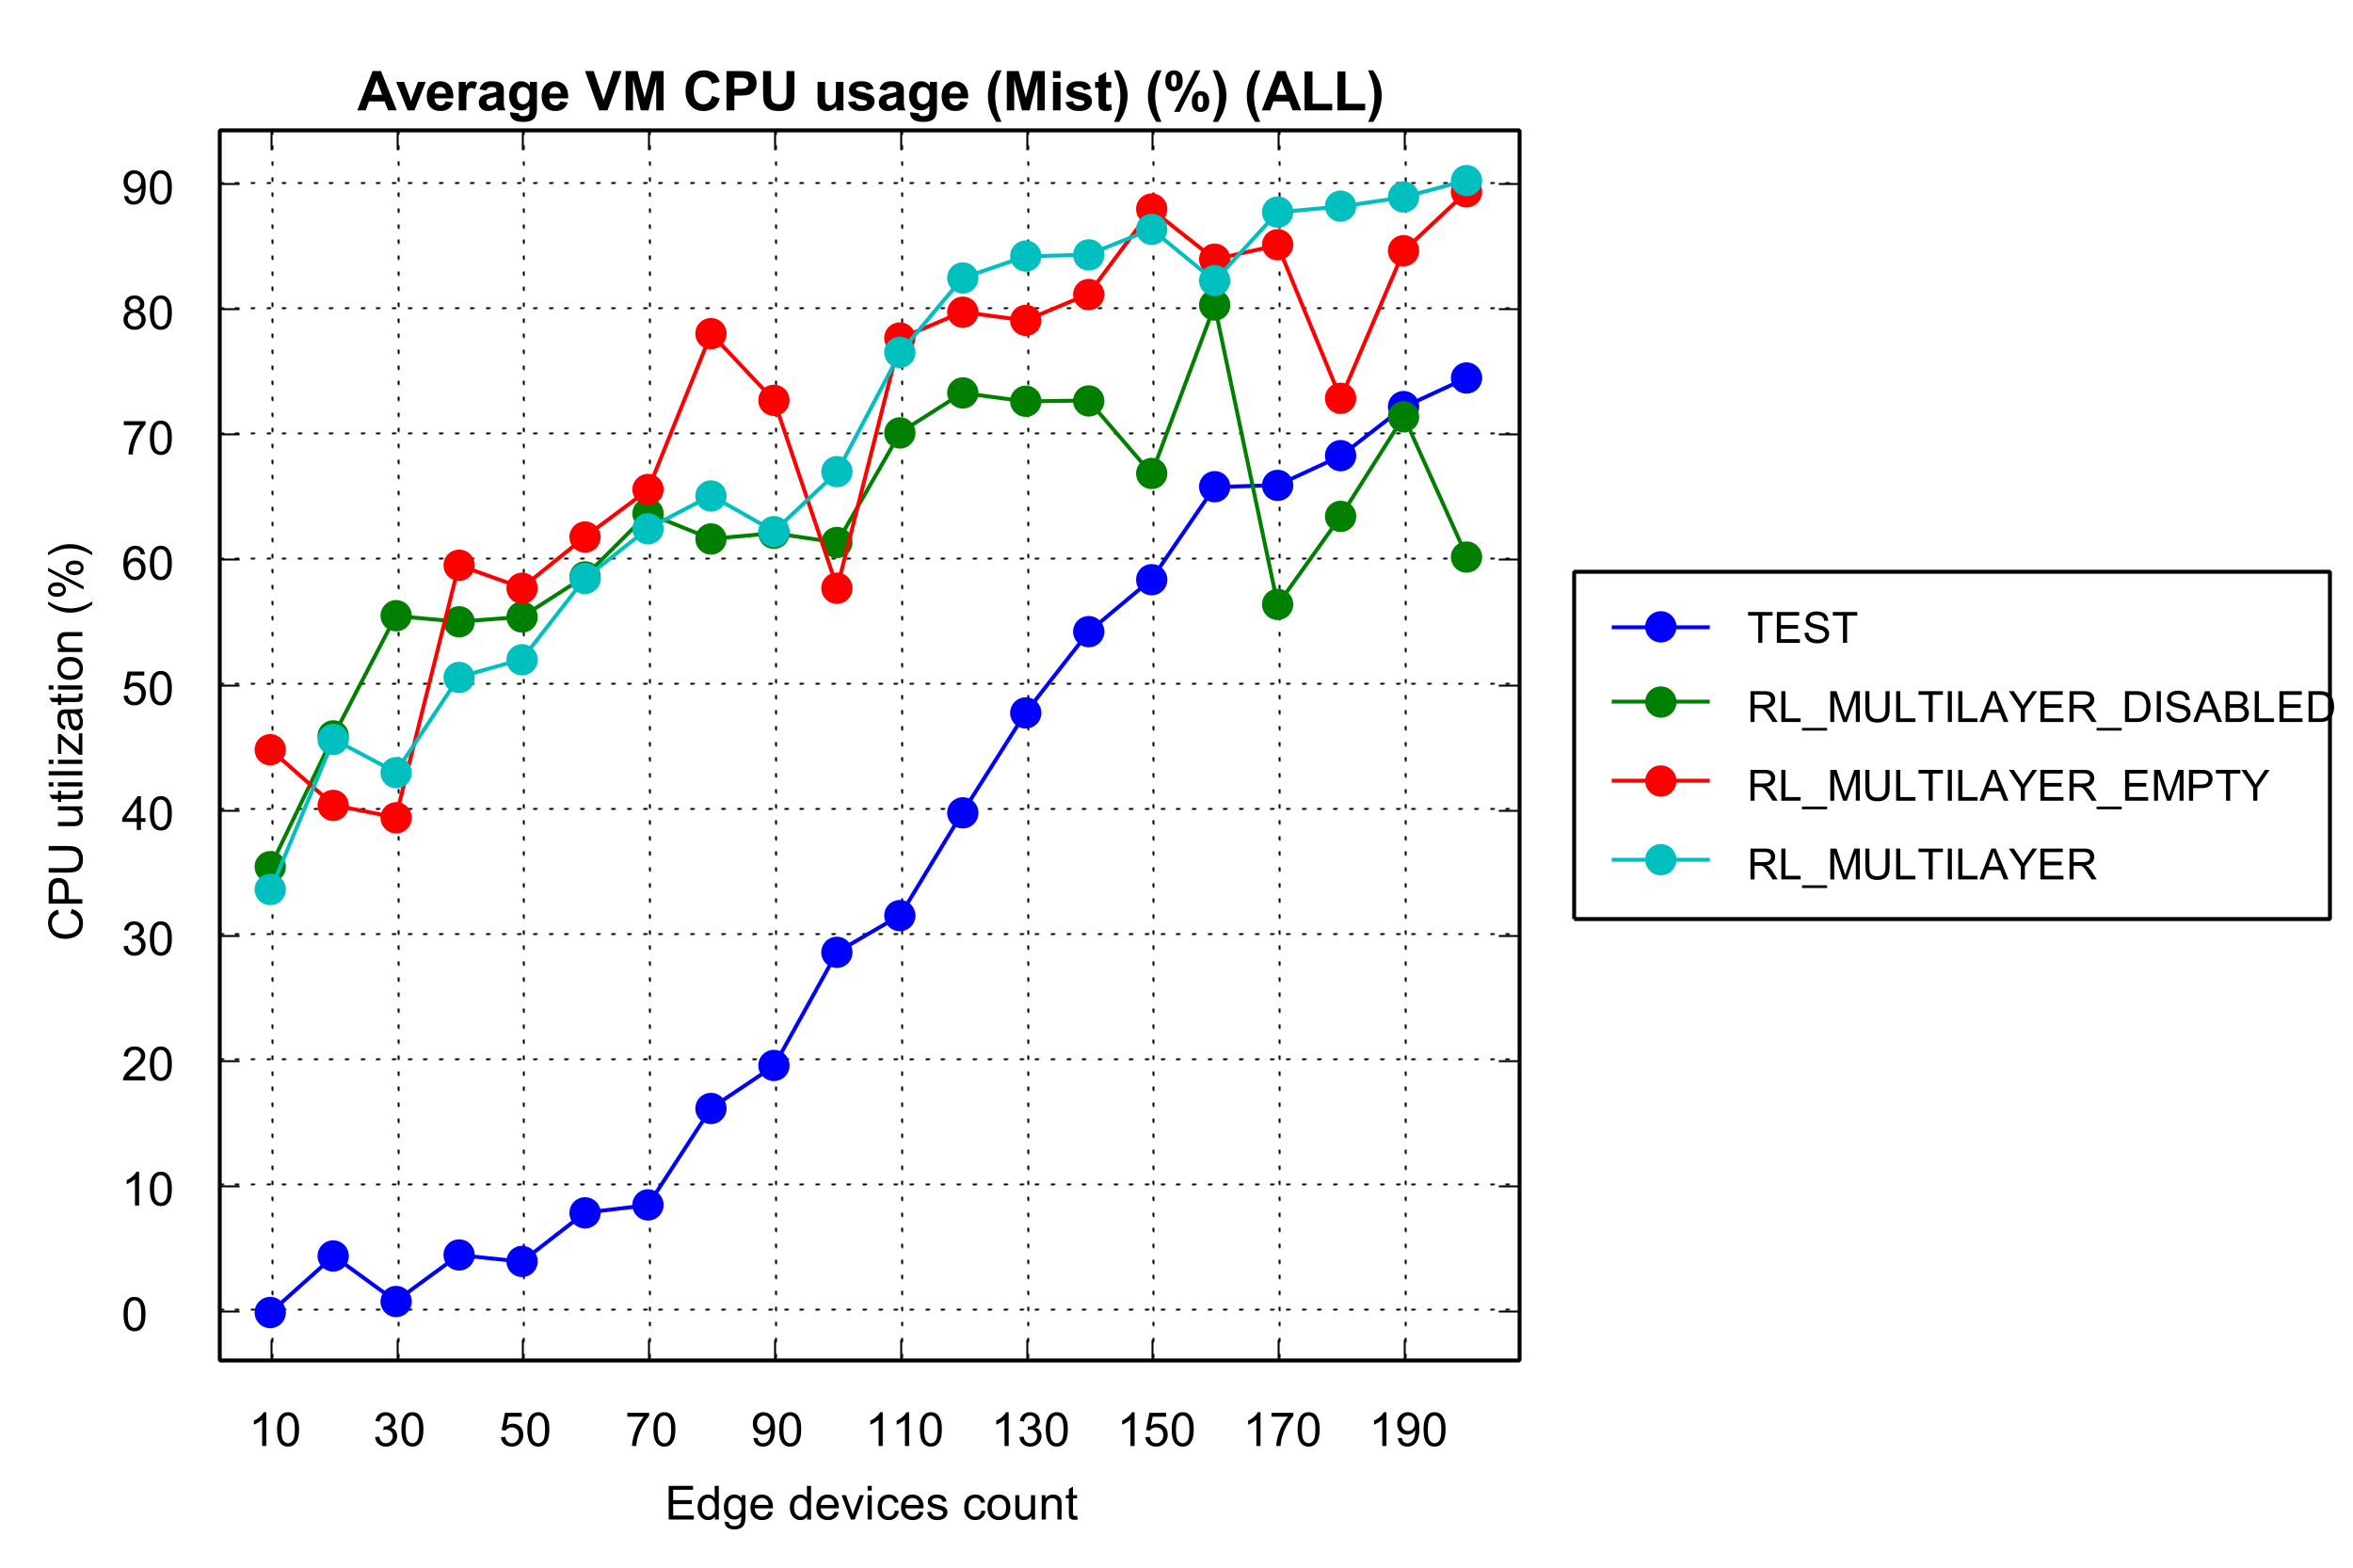 Average VM CPU usage (Mist) (%) (ALL)
90
80
70
60
50
40
30
20
10
0
CPU utilization (%)
10 30 50 70 90 110 130 150 170 190
Edge devices count
TEST
RL_MULTILAYER_DISABLED
RL_MULTILAYER_EMPTY
RL_MULTILAYER